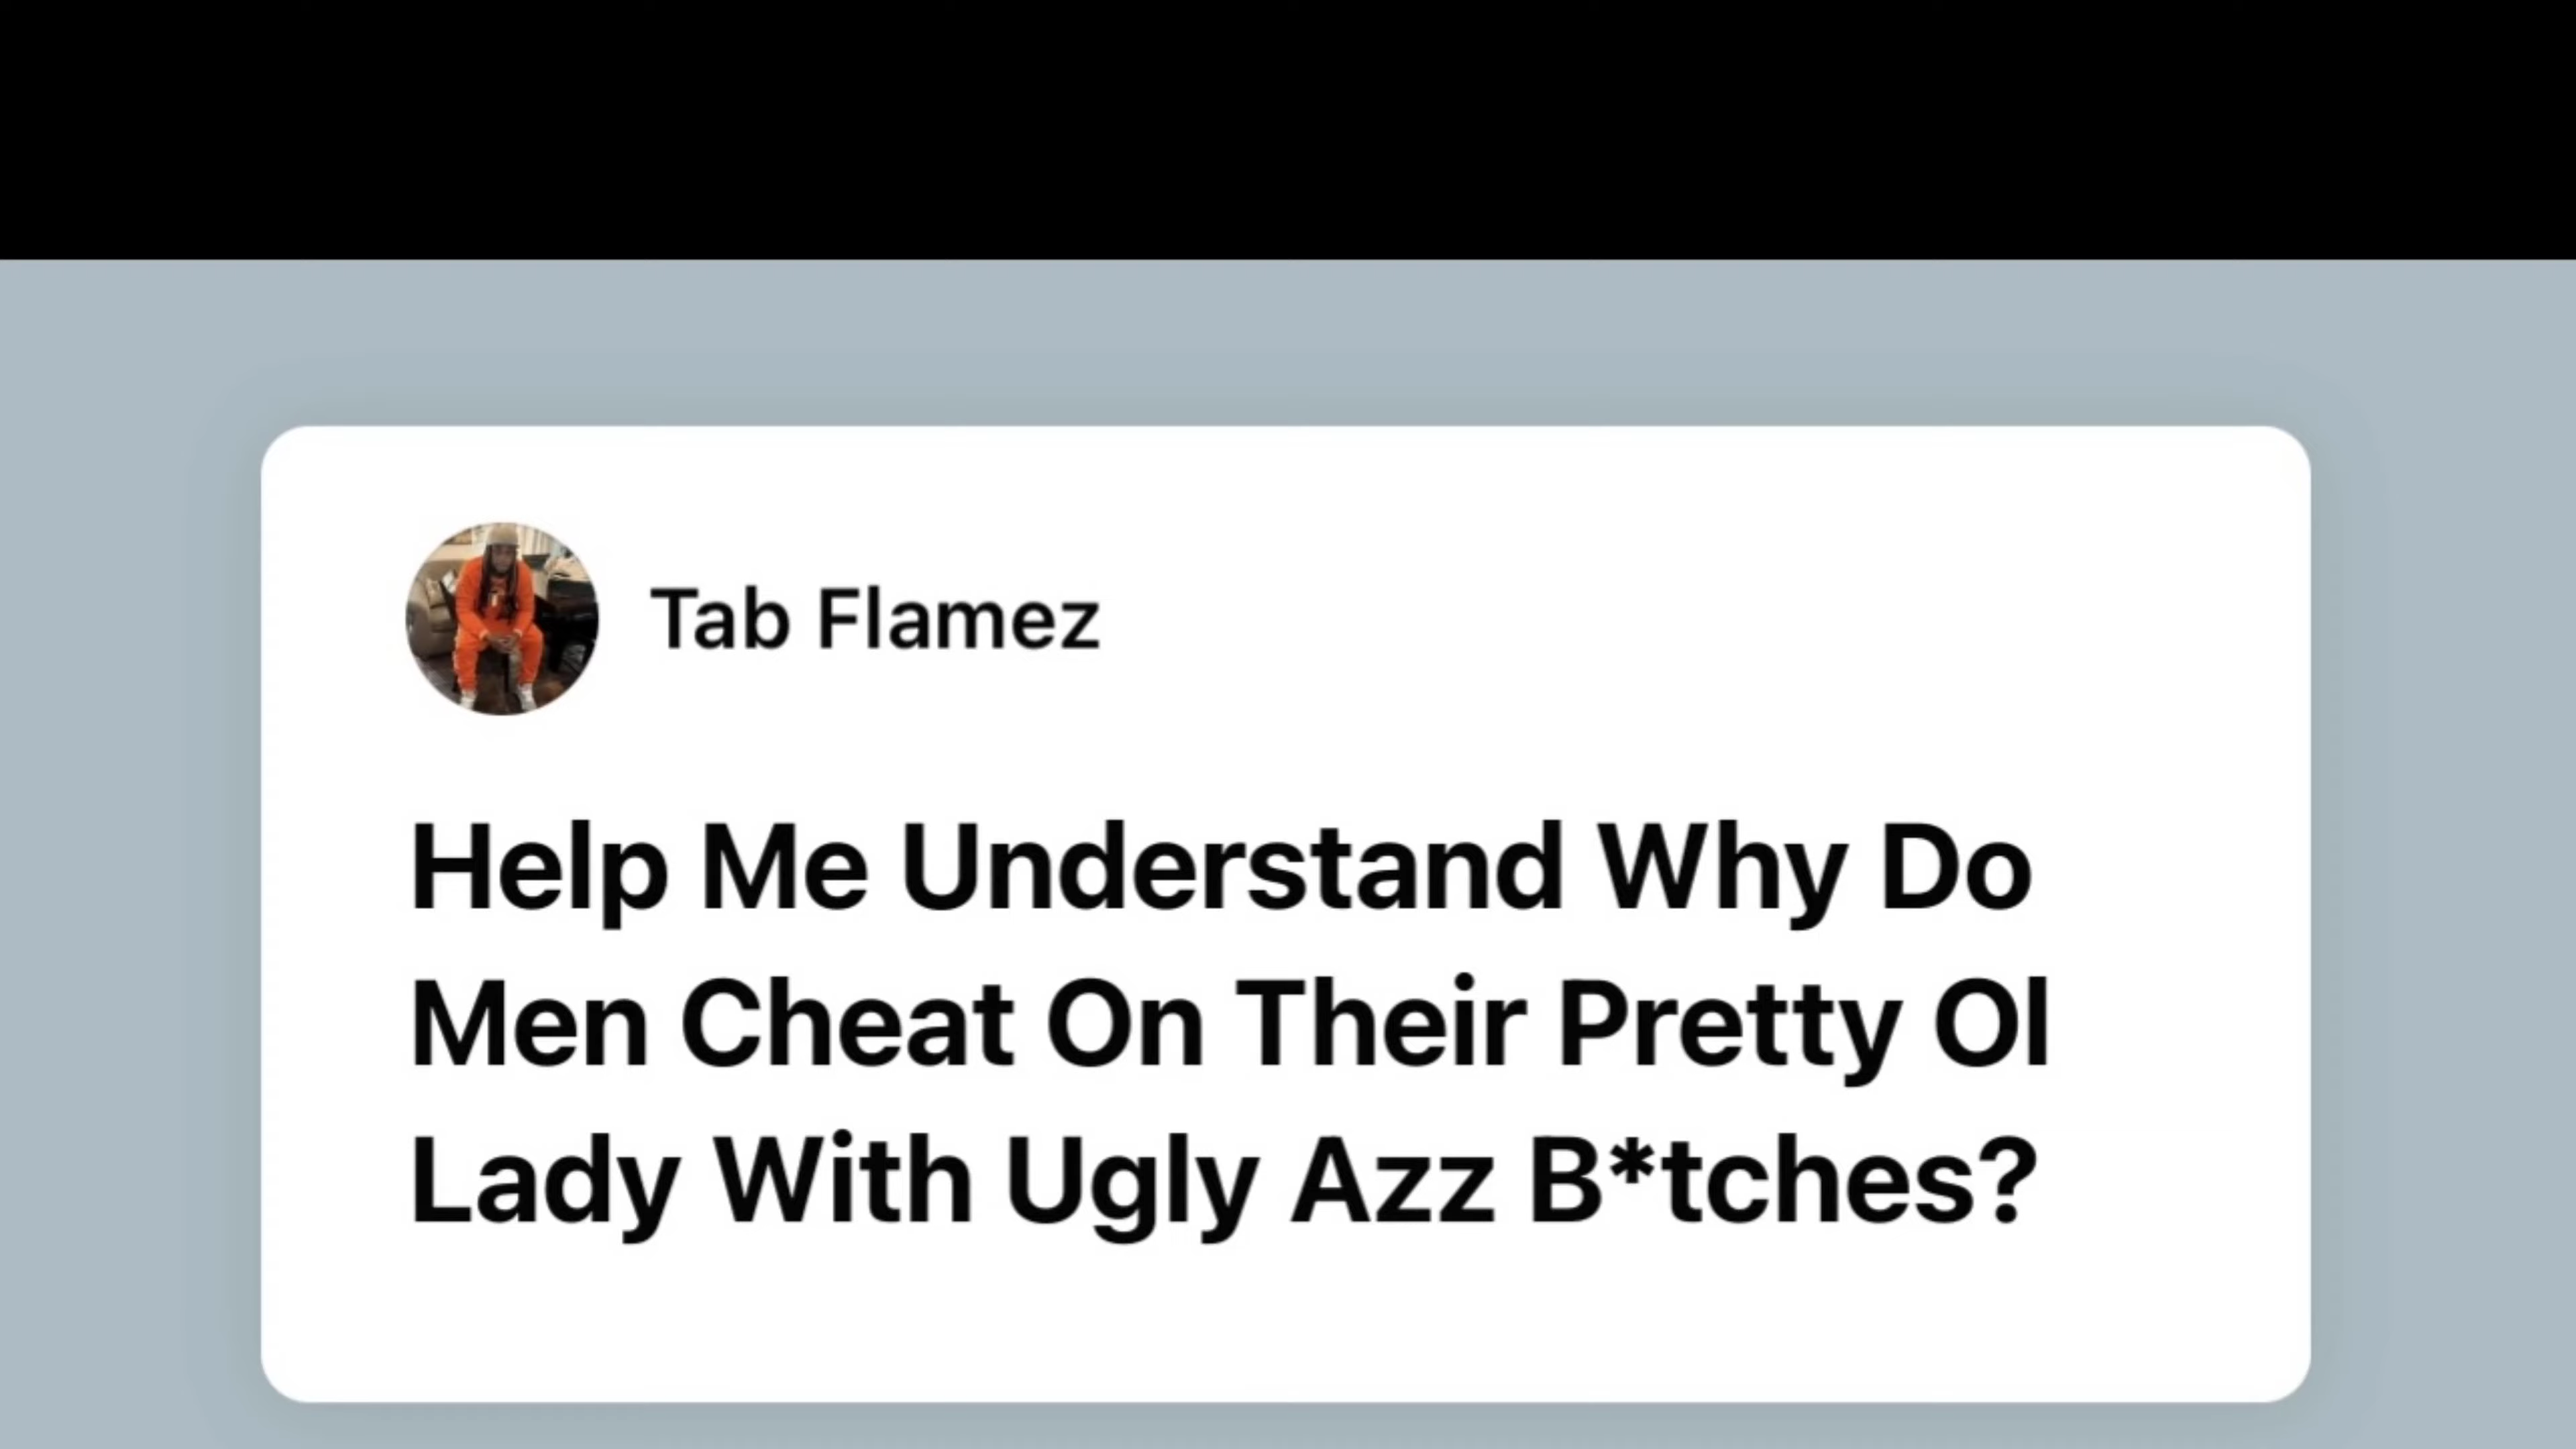 Tab Flamez
Help Me Understand Why Do
Men Cheat On Their Pretty Ol
Lady With Ugly Azz B*tches?